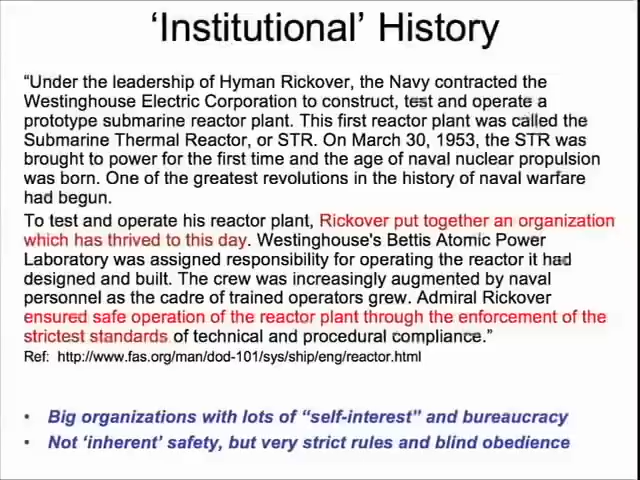 ‘Institutional’ History
“Under the leadership of Hyman Rickover, the Navy contracted the
Westinghouse Electric Corporation to construct, test and operate a
prototype submarine reactor plant. This first reactor plant was called the
Submarine Thermal Reactor, or STR. On March 30, 1953, the STR was
brought to power for the first time and the age of naval nuclear propulsion
was born. One of the greatest revolutions in the history of naval warfare
had begun.
To test and operate his reactor plant, Rickover put together an organization
which has thrived to this day. Westinghouse's Bettis Atomic Power
Laboratory was assigned responsibility for operating the reactor it had
designed and built. The crew was increasingly augmented by naval
personnel as the cadre of trained operators grew. Admiral Rickover
ensured safe operation of the reactor plant through the enforcement of the
strictest standards of technical and procedural compliance.”
Ref: http://www.fas.org/man/dod-101/sys/ship/eng/reactor.html
• Big organizations with lots of “self-interest” and bureaucracy
• Not ‘inherent’ safety, but very strict rules and blind obedience